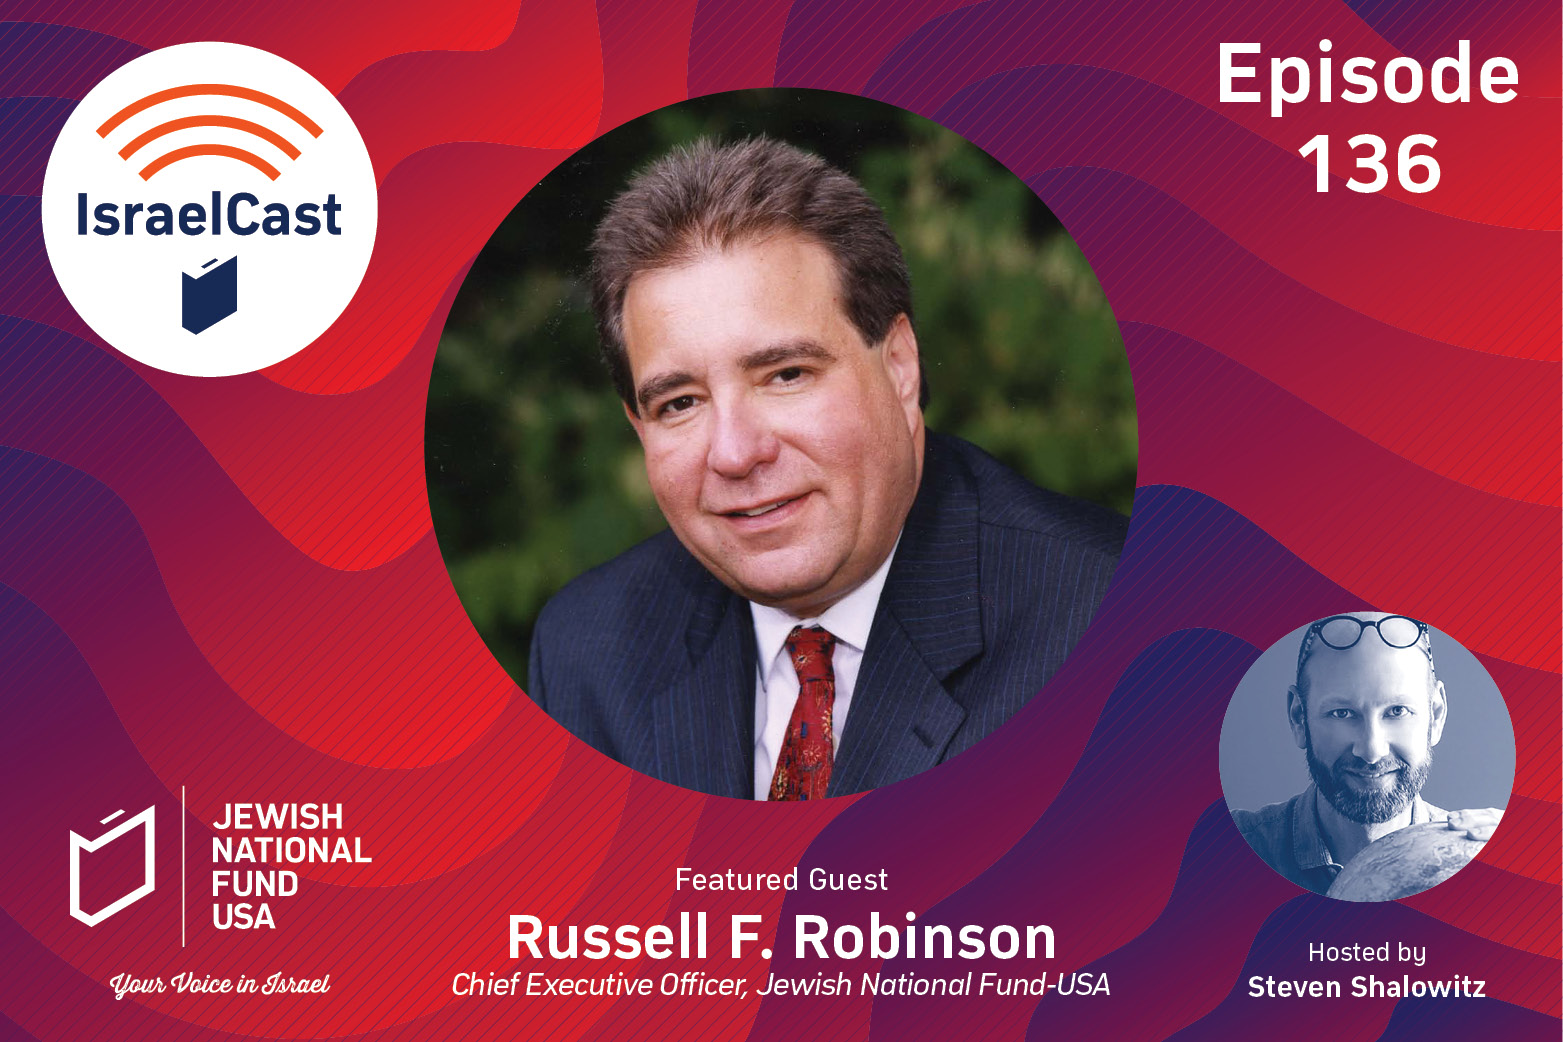 IsraelCast
Episode
136
JEWISH
NATIONAL
FUND
USA
Your Voice in Israel
Featured Guest
Russell F. Robinson
Chief Executive Officer, Jewish National Fund-USA
Hosted by
Steven Shalowitz